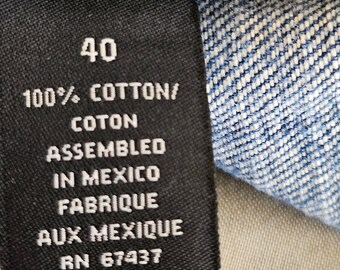 40
100% COTTON/
COTON
ASSEMBLED
IN MEXICO
FABRIQUE
AUX MEXIQUE
RN 67437